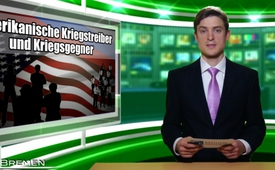 erikanische Kriegstreiber
und Kriegsgegner
BREMEN